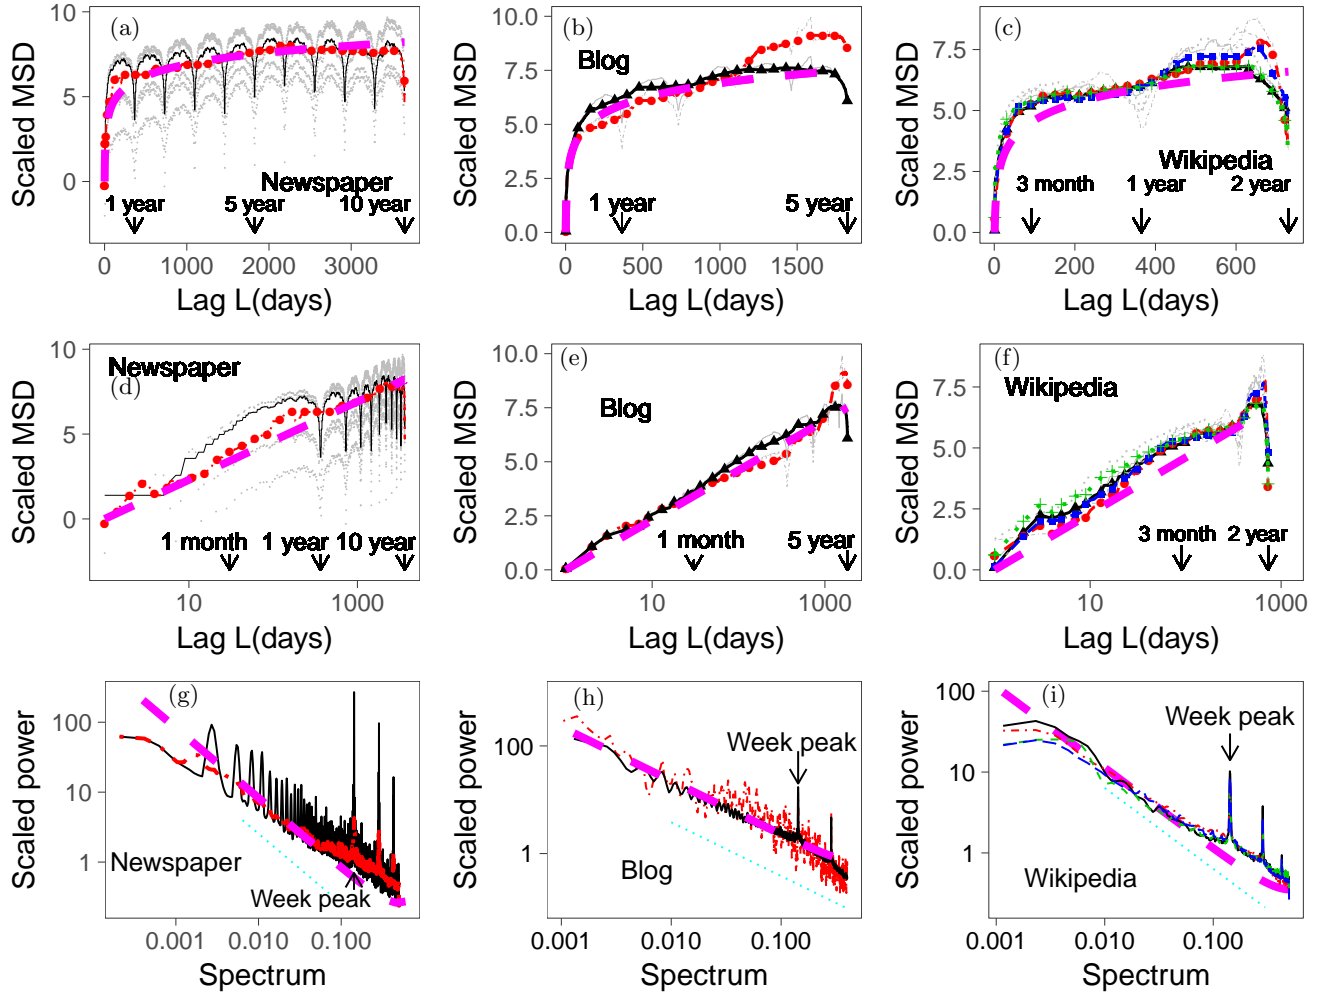 (a)
Scaled MSD
10
5
0
Newspaper
1 year
5 year
10 year
0
1000
2000
3000
Lag L(days)
(b)
Scaled MSD
10.0
7.5
5.0
2.5
0.0
Blog
1 year
5 year
0
500
1000
1500
Lag L(days)
(c)
Scaled MSD
7.5
5.0
2.5
0.0
Wikipedia
3 month
1 year
2 year
0
200
400
600
Lag L(days)
(d)
Newspaper
Scaled MSD
10
5
0
1 month
1 year
10 year
10
1000
Lag L(days)
(e)
Scaled MSD
10.0
7.5
5.0
2.5
0.0
Blog
1 month
5 year
10
1000
Lag L(days)
(f)
Scaled MSD
7.5
5.0
2.5
0.0
Wikipedia
3 month
2 year
10
1000
Lag L(days)
(g)
Scaled power
100
1
Newspaper
Week peak
0.001
0.010
0.100
Spectrum
(h)
Scaled power
100
1
Week peak
Blog
0.001
0.010
0.100
Spectrum
(i)
Scaled power
100
10
1
Week peak
Wikipedia
0.001
0.010
0.100
Spectrum